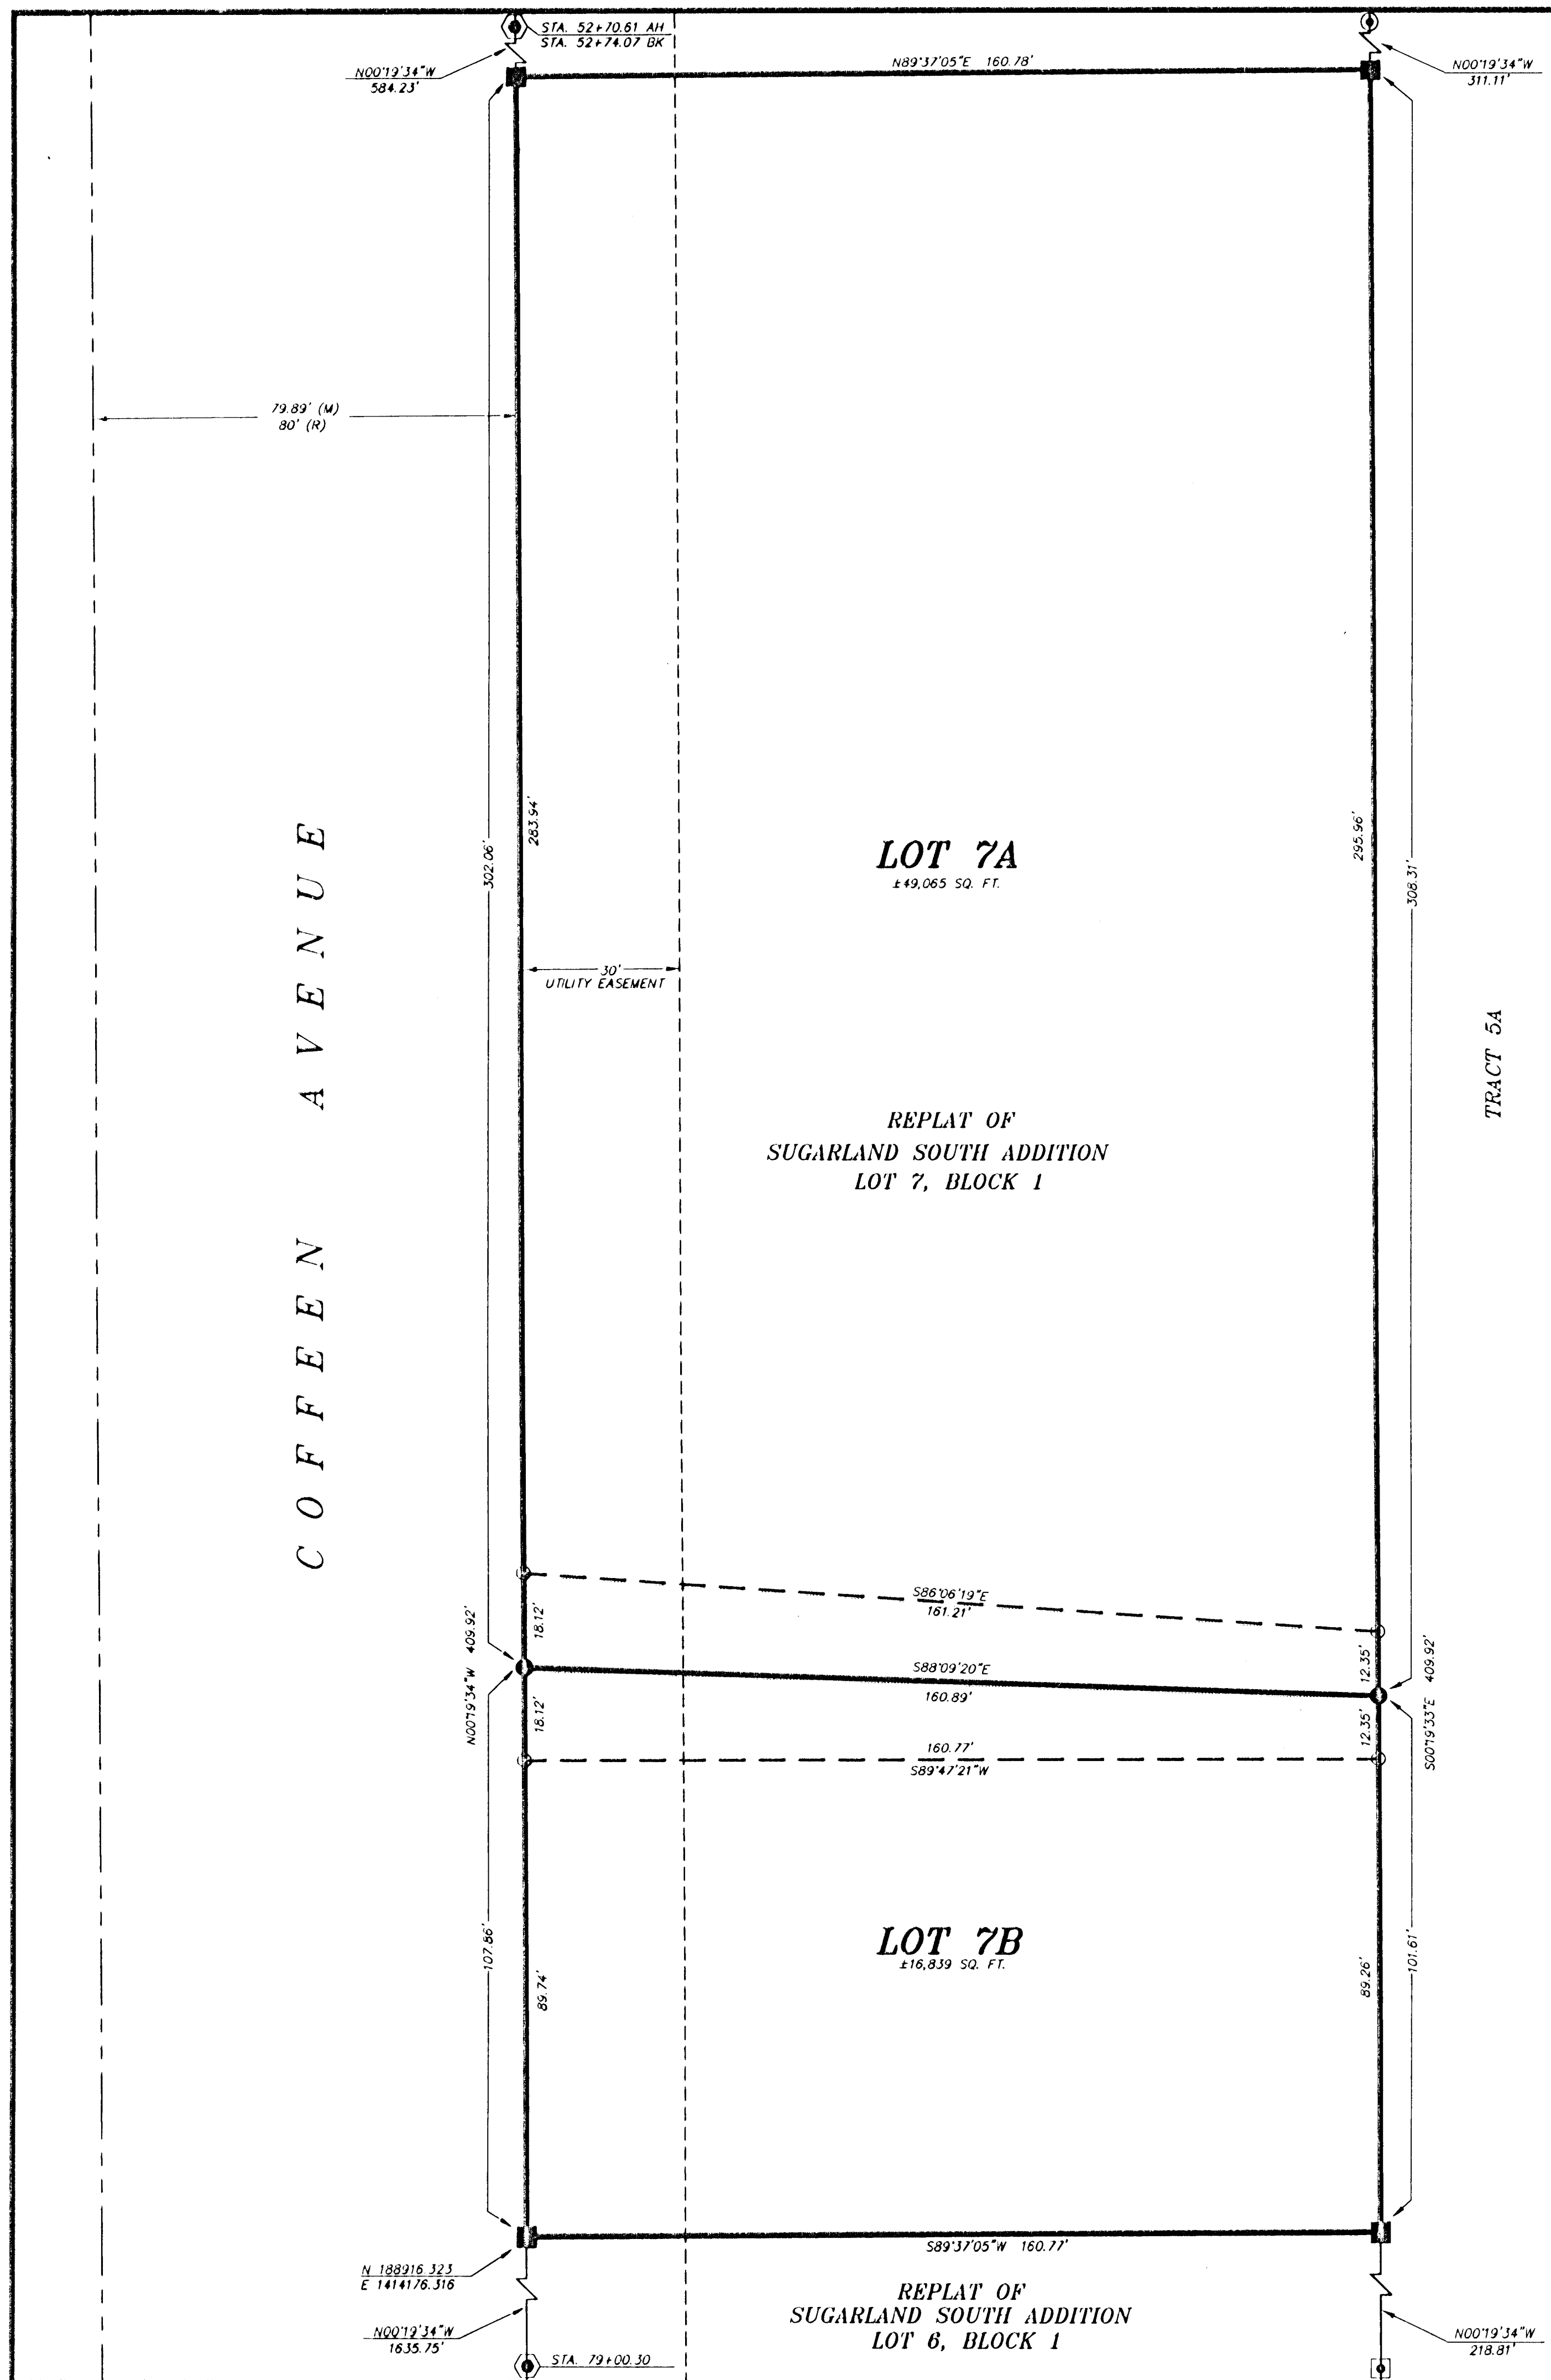 STA. 52+70.61 AH
STA. 52+74.07 BK
N00°19'34"W
584.23'
N89°37'05"E 160.78'
N00°19'34"W
311.11'
79.89' (M)
80' (R)
302.06'
283.94'
295.96'
308.31'
LOT 7A
±49,065 SQ. FT.
30'
UTILITY EASEMENT
COFFEEN AVENUE
TRACT 5A
REPLAT OF
SUGARLAND SOUTH ADDITION
LOT 7, BLOCK 1
S86°06'19"E
161.21'
18.12'
12.35'
N00°19'34"W 409.92'
S88°09'20"E
160.89'
S00°19'33"E 409.92'
18.12'
12.35'
160.77'
S89°47'21"W
107.86'
89.74'
LOT 7B
±16,839 SQ. FT.
89.26'
101.61'
S89°37'05"W 160.77'
N 188916.323
E 1414176.316
REPLAT OF
SUGARLAND SOUTH ADDITION
LOT 6, BLOCK 1
N00°19'34"W
1635.75'
STA. 79+00.30
N00°19'34"W
218.81'